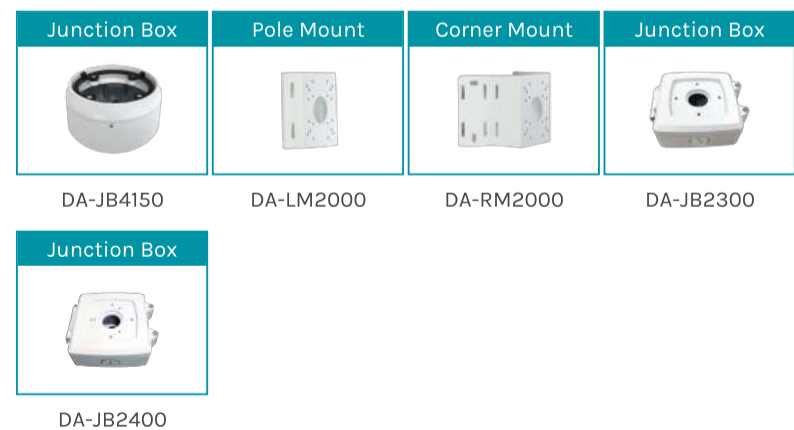 Junction Box
Pole Mount
Corner Mount
Junction Box
DA-JB4150
DA-LM2000
DA-RM2000
DA-JB2300
Junction Box
DA-JB2400